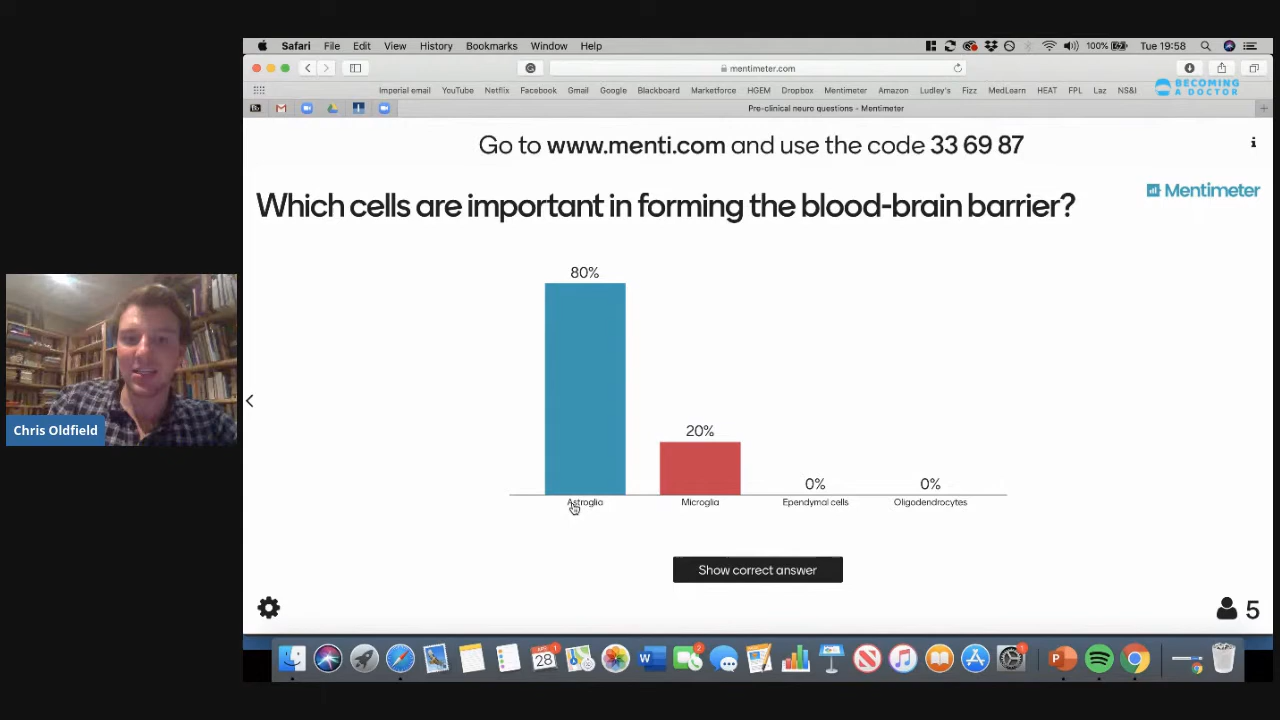 Safari File Edit View History Bookmarks Window Help 100% Tue 19:58
mentimeter.com
Imperial email YouTube Netflix Facebook Gmail Google Blackboard Marketforce HGEM Dropbox Mentimeter Amazon Ludley's Fizz MedLearn HEAT FPL Laz NS&I
BECOMING
A DOCTOR
Pre-clinical neuro questions - Mentimeter
Go to www.menti.com and use the code 33 69 87
Mentimeter
Which cells are important in forming the blood-brain barrier?
80%
20%
0%
0%
Astroglia
Microglia
Ependymal cells
Oligodendrocytes
Chris Oldfield
Show correct answer
5
28